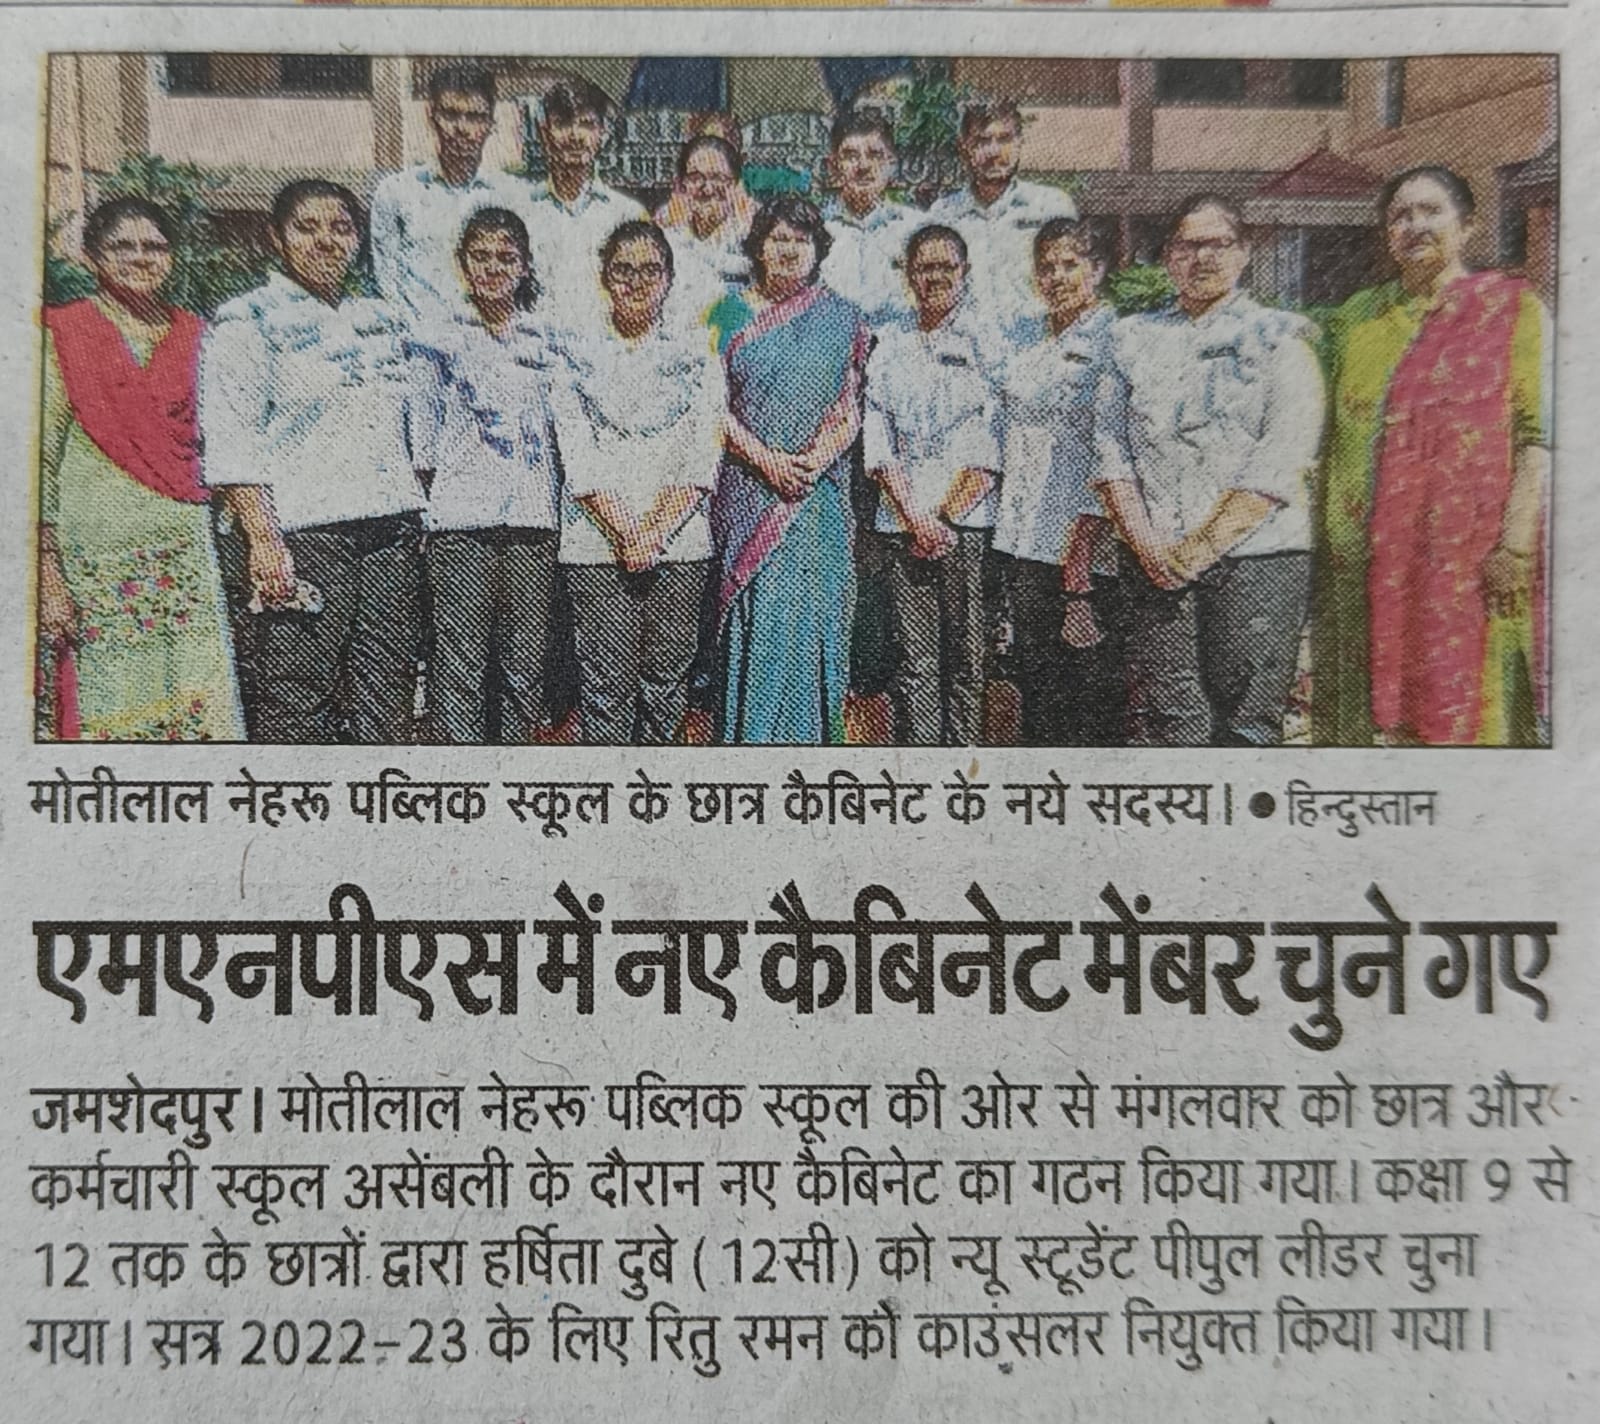 मोतीलाल नेहरू पब्लिक स्कूल के छात्र कैबिनेट के नये सदस्य। ● हिन्दुस्तान
एमएनपीएस में नए कैबिनेट मेंबर चुने गए
जमशेदपुर। मोतीलाल नेहरू पब्लिक स्कूल की ओर से मंगलवार को छात्र और
कर्मचारी स्कूल असेंबली के दौरान नए कैबिनेट का गठन किया गया। कक्षा 9 से
12 तक के छात्रों द्वारा हर्षिता दुबे (12सी) को न्यू स्टूडेंट पीपुल लीडर चुना
गया। सत्र 2022-23 के लिए रितु रमन को काउंसलर नियुक्त किया गया।